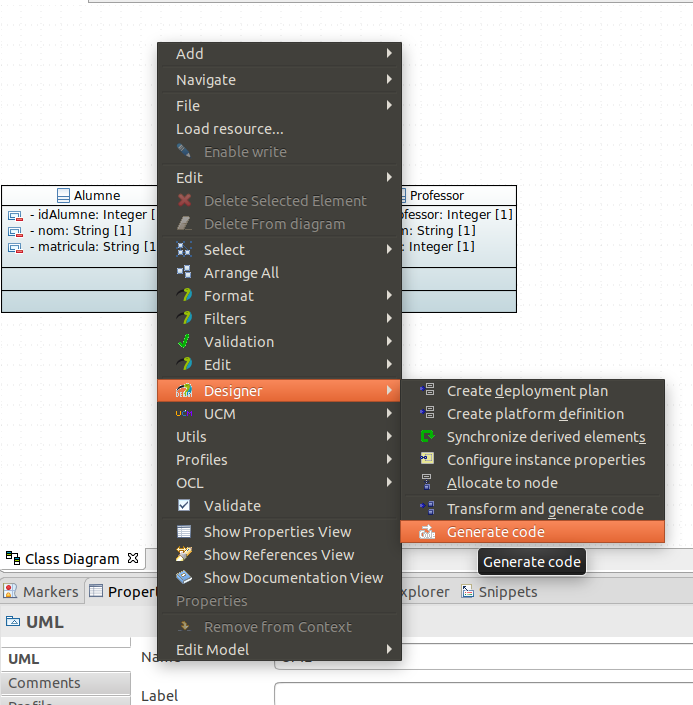 Add
Navigate
File
Load resource...
Enable write
Edit
Delete Selected Element
Delete From diagram
Select
Arrange All
Format
Filters
Validation
Edit
Designer
UCM
Utils
Profiles
OCL
Validate
Show Properties View
Show References View
Show Documentation View
Properties
Remove from Context
Edit Model
Create deployment plan
Create platform definition
Synchronize derived elements
Configure instance properties
Allocate to node
Transform and generate code
Generate code
Generate code
Alumne
- idAlumne: Integer [
- nom: String [1]
- matricula: String [1
Professor
ofessor: Integer [1]
m: String [1]
: Integer [1]
Class Diagram
Markers
Propert
xplorer
Snippets
UML
UML
Comments
Label